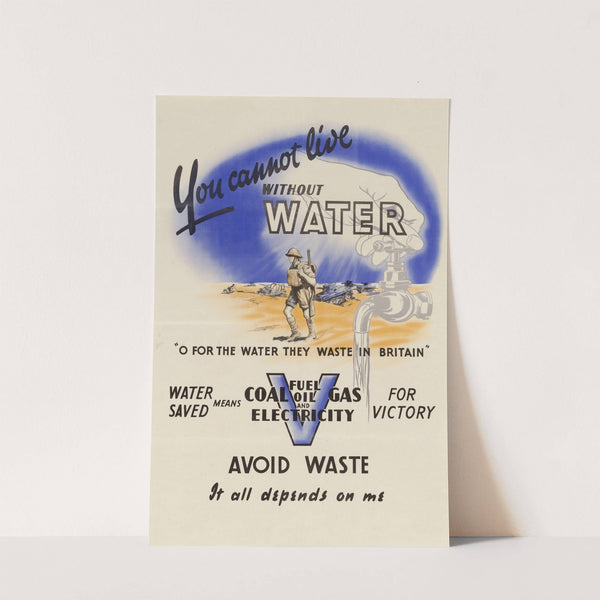 You cannot live
WITHOUT
WATER
"O FOR THE WATER THEY WASTE IN BRITAIN"
WATER SAVED MEANS COAL FUEL OIL AND GAS ELECTRICITY FOR VICTORY
V
AVOID WASTE
It all depends on me